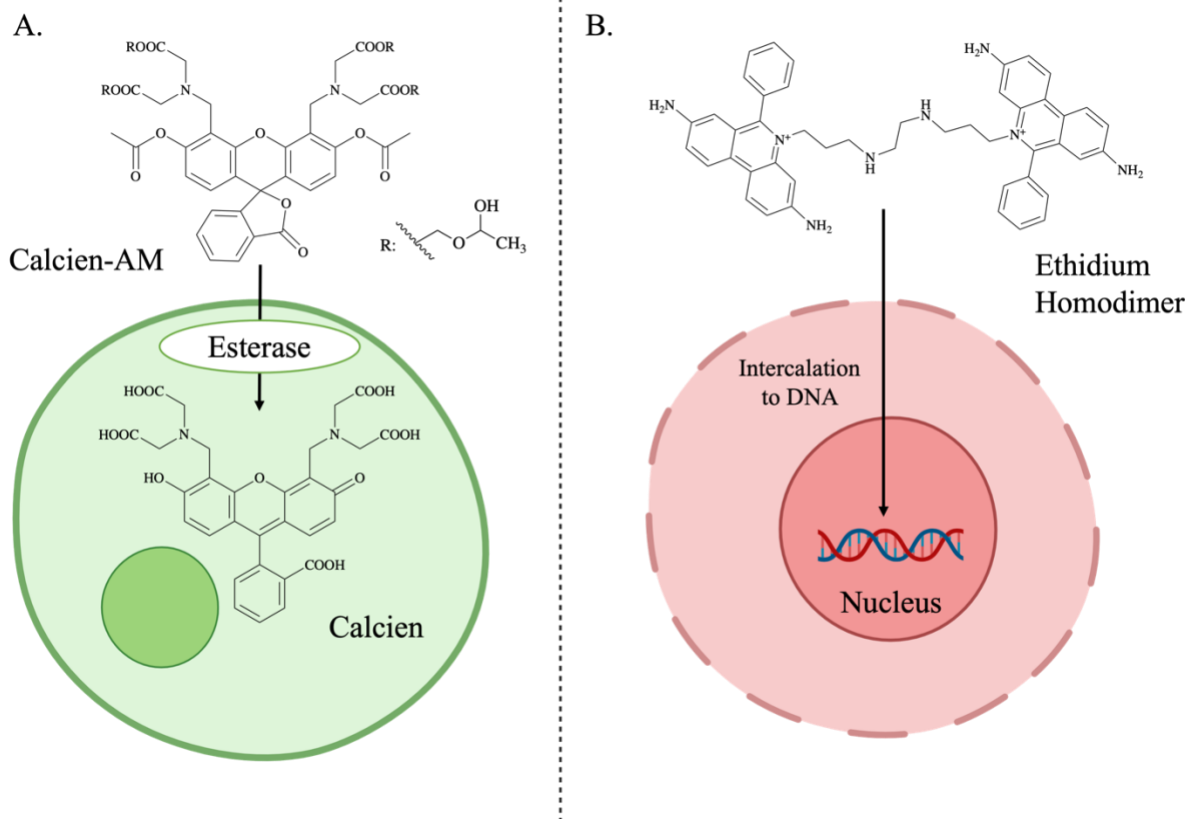 A.
ROOC
COOR
ROOC
N
N
COOR
O
O
O
O
O
O
O
OH
R:
O
CH3
Calcien-AM
Esterase
HOOC
COOH
HOOC
N
N
COOH
HO
O
O
COOH
Calcien
B.
H2N
H2N
H
N
N+
N+
N
H
NH2
NH2
Ethidium
Homodimer
Intercalation
to DNA
Nucleus